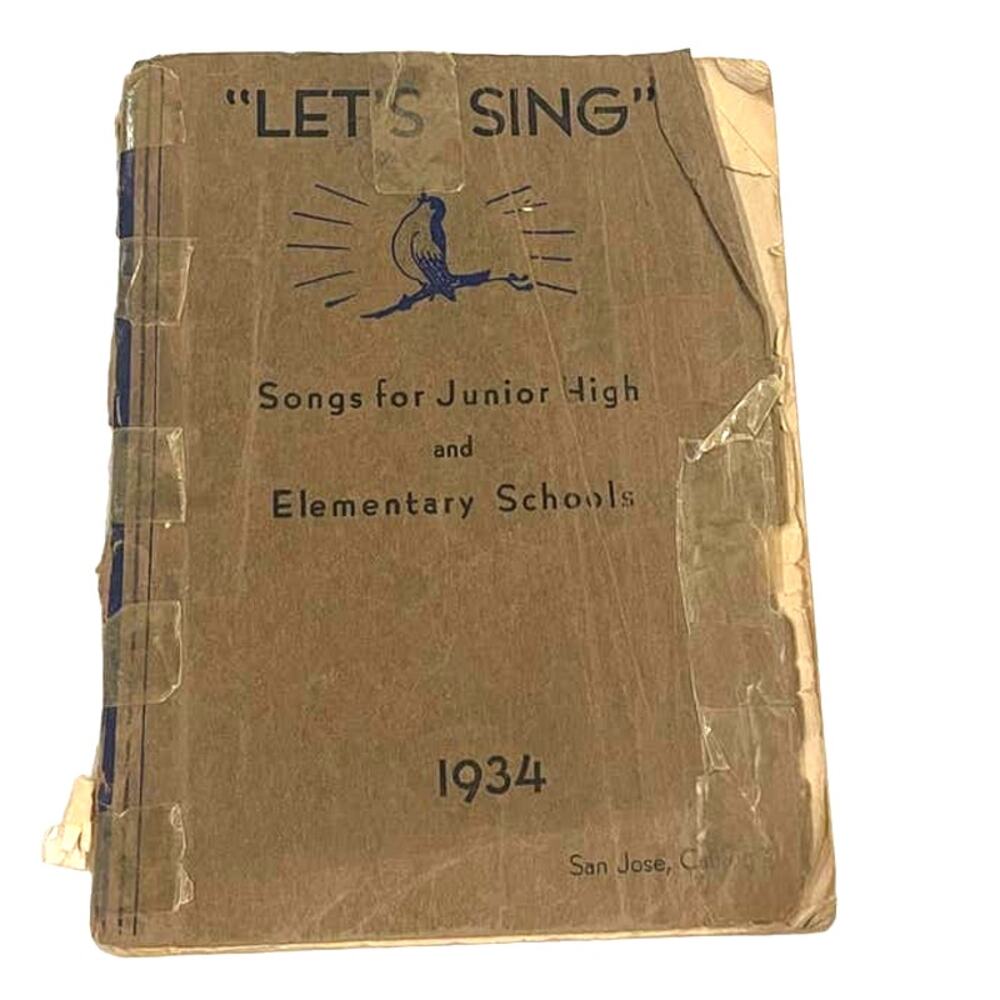 "LET'S SING"
Songs for Junior High
and
Elementary Schools
1934
San Jose,